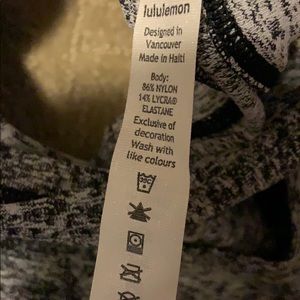 lululemon
Designed in
Vancouver
Made in Haiti
Body:
86% NYLON
14% LYCRA®
ELASTANE
Exclusive of
decoration
Wash with
like colours